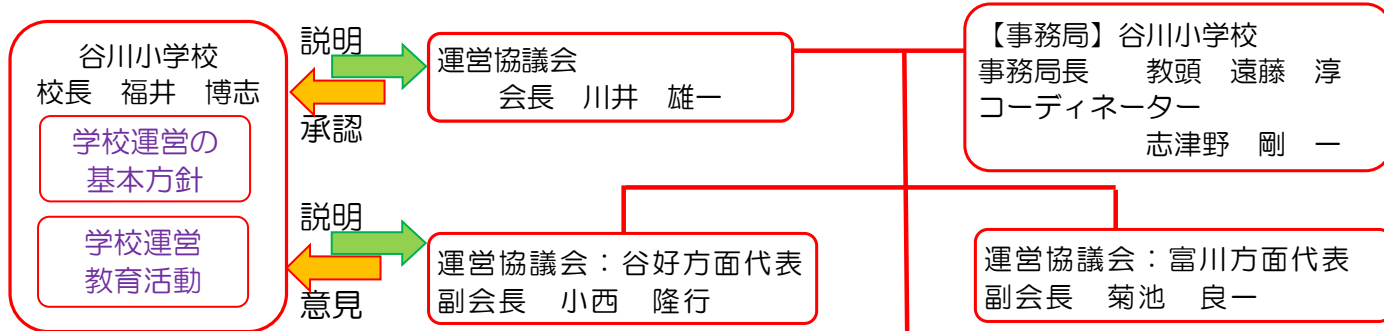 谷川小学校
校長　福井　博志
学校運営の
基本方針
学校運営
教育活動
説明
承認
説明
意見
運営協議会
会長　川井　雄一
運営協議会：谷好方面代表
副会長　小西　隆行
【事務局】谷川小学校
事務局長　　教頭　遠藤　淳
コーディネーター
志津野　剛　一
運営協議会：富川方面代表
副会長　菊池　良一